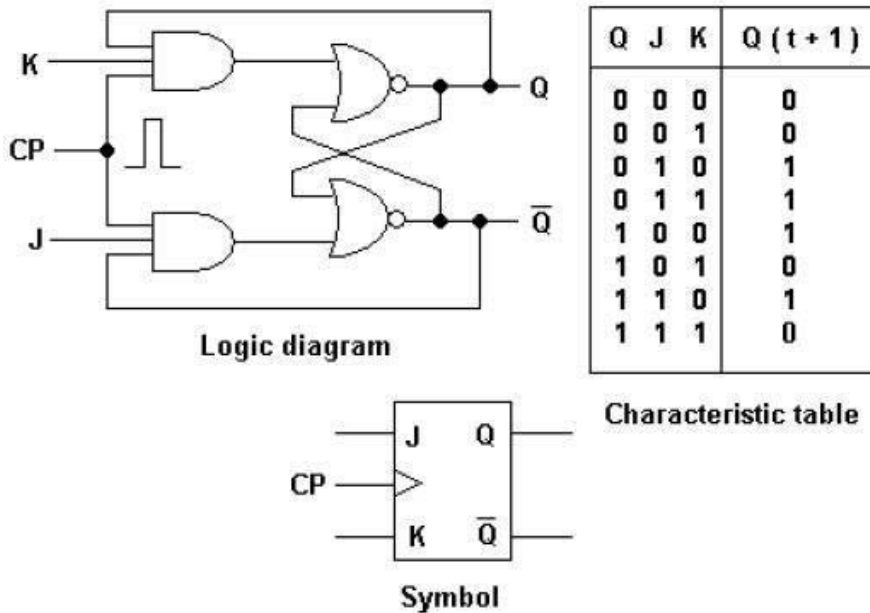 K
CP
J
Q
Q̅
Logic diagram
Q J K Q ( t + 1 )
0 0 0 0
0 0 1 0
0 1 0 1
0 1 1 1
1 0 0 1
1 0 1 0
1 1 0 1
1 1 1 0
Characteristic table
J Q
CP
K Q̅
Symbol